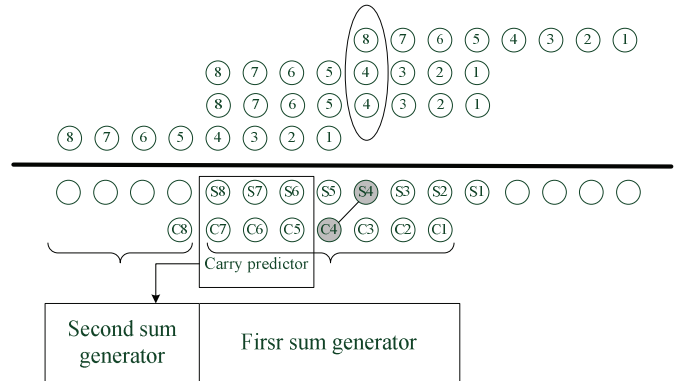 8 7 6 5 4 3 2 1
8 7 6 5 4 3 2 1
8 7 6 5 4 3 2 1
8 7 6 5 4 3 2 1
S8 S7 S6 S5 S4 S3 S2 S1
C8 C7 C6 C5 C4 C3 C2 C1
Carry predictor
Second sum
generator
Firsr sum generator